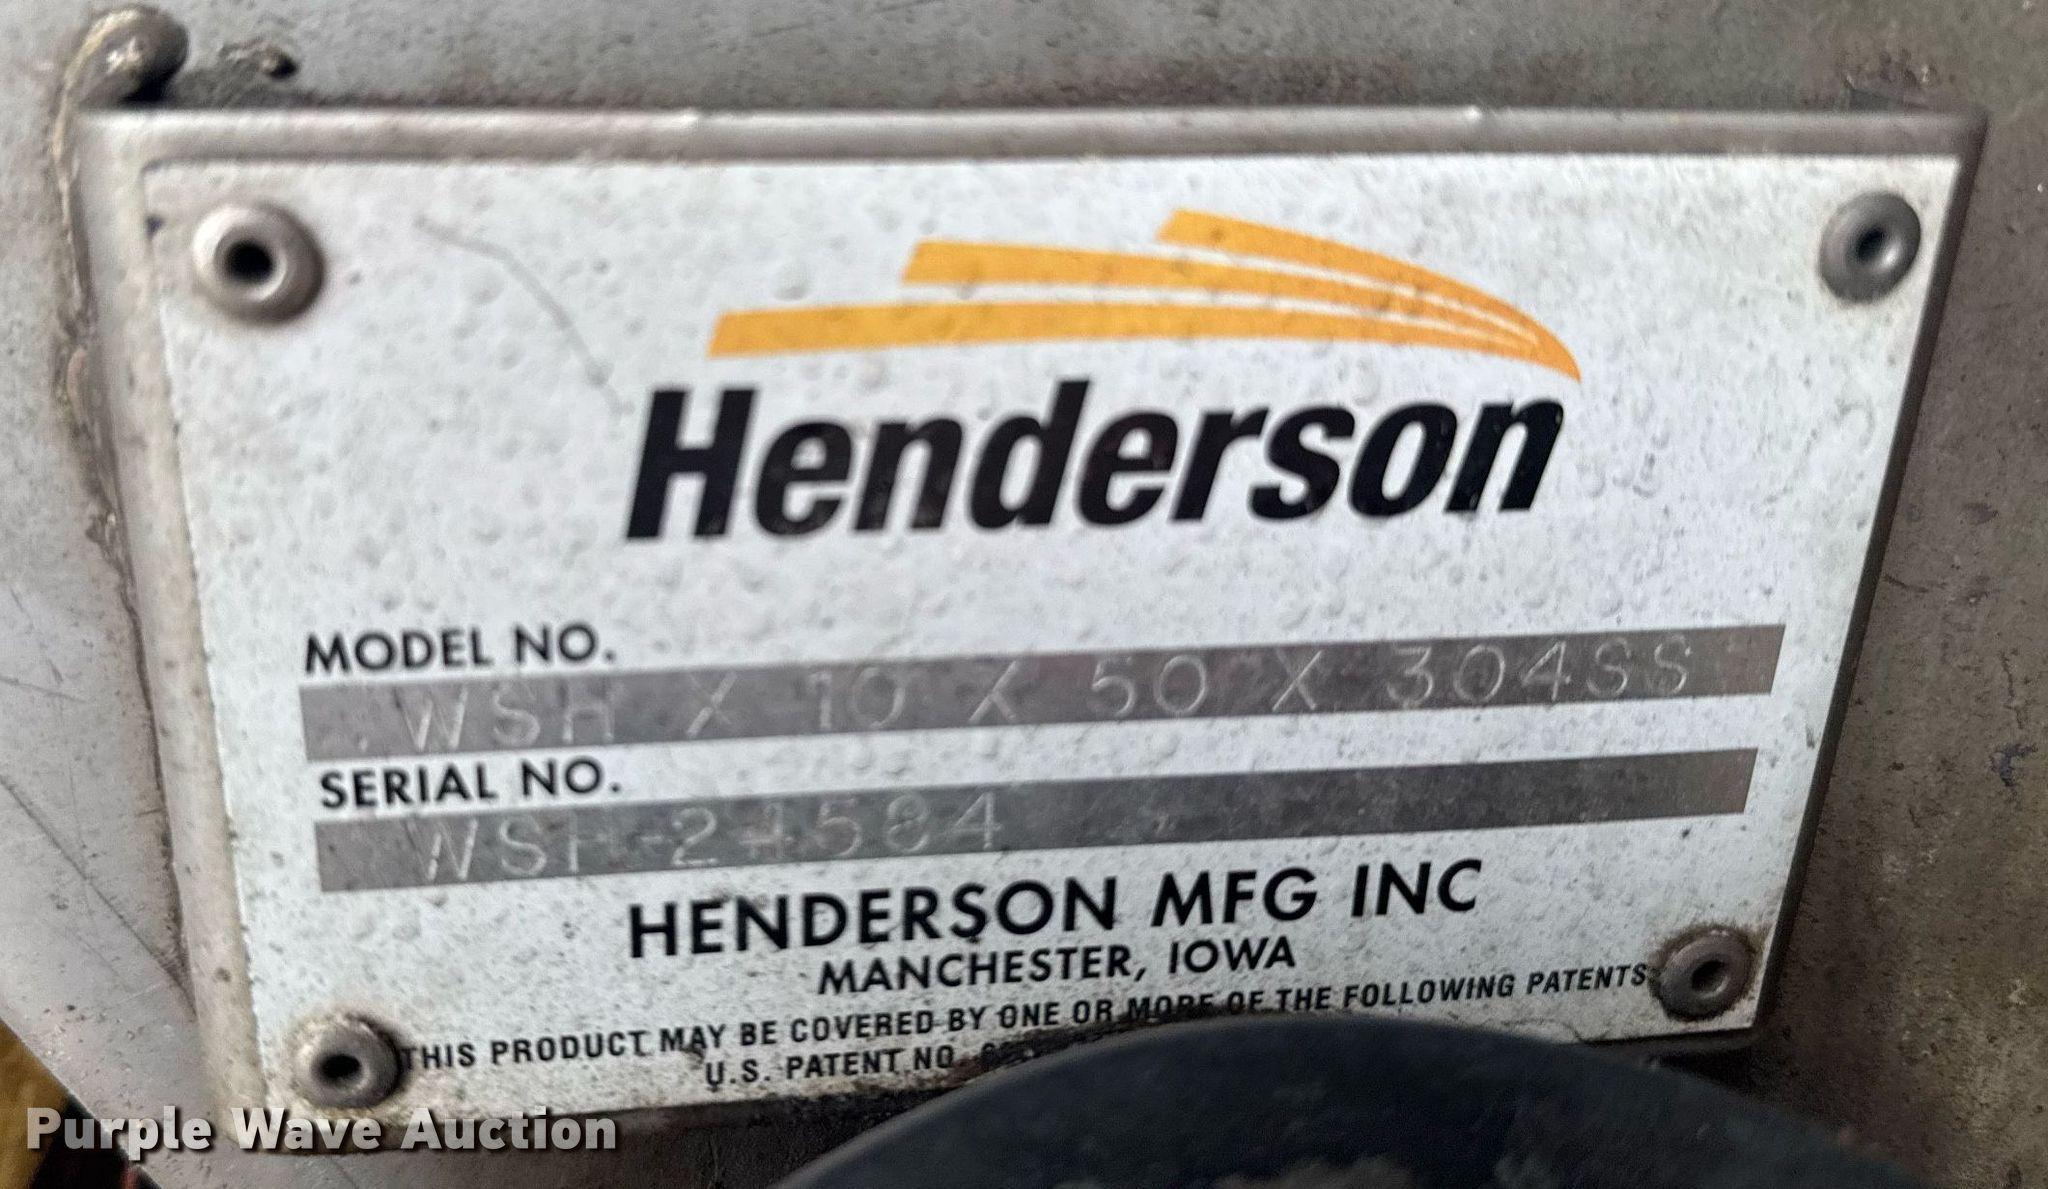 Henderson
MODEL NO.
WSH X 10 X 50 X 304SS
SERIAL NO.
HENDERSON MFG INC
MANCHESTER, IOWA
THIS PRODUCT MAY BE COVERED BY ONE OR MORE OF THE FOLLOWING PATENTS
U.S. PATENT NO.
Purple Wave Auction